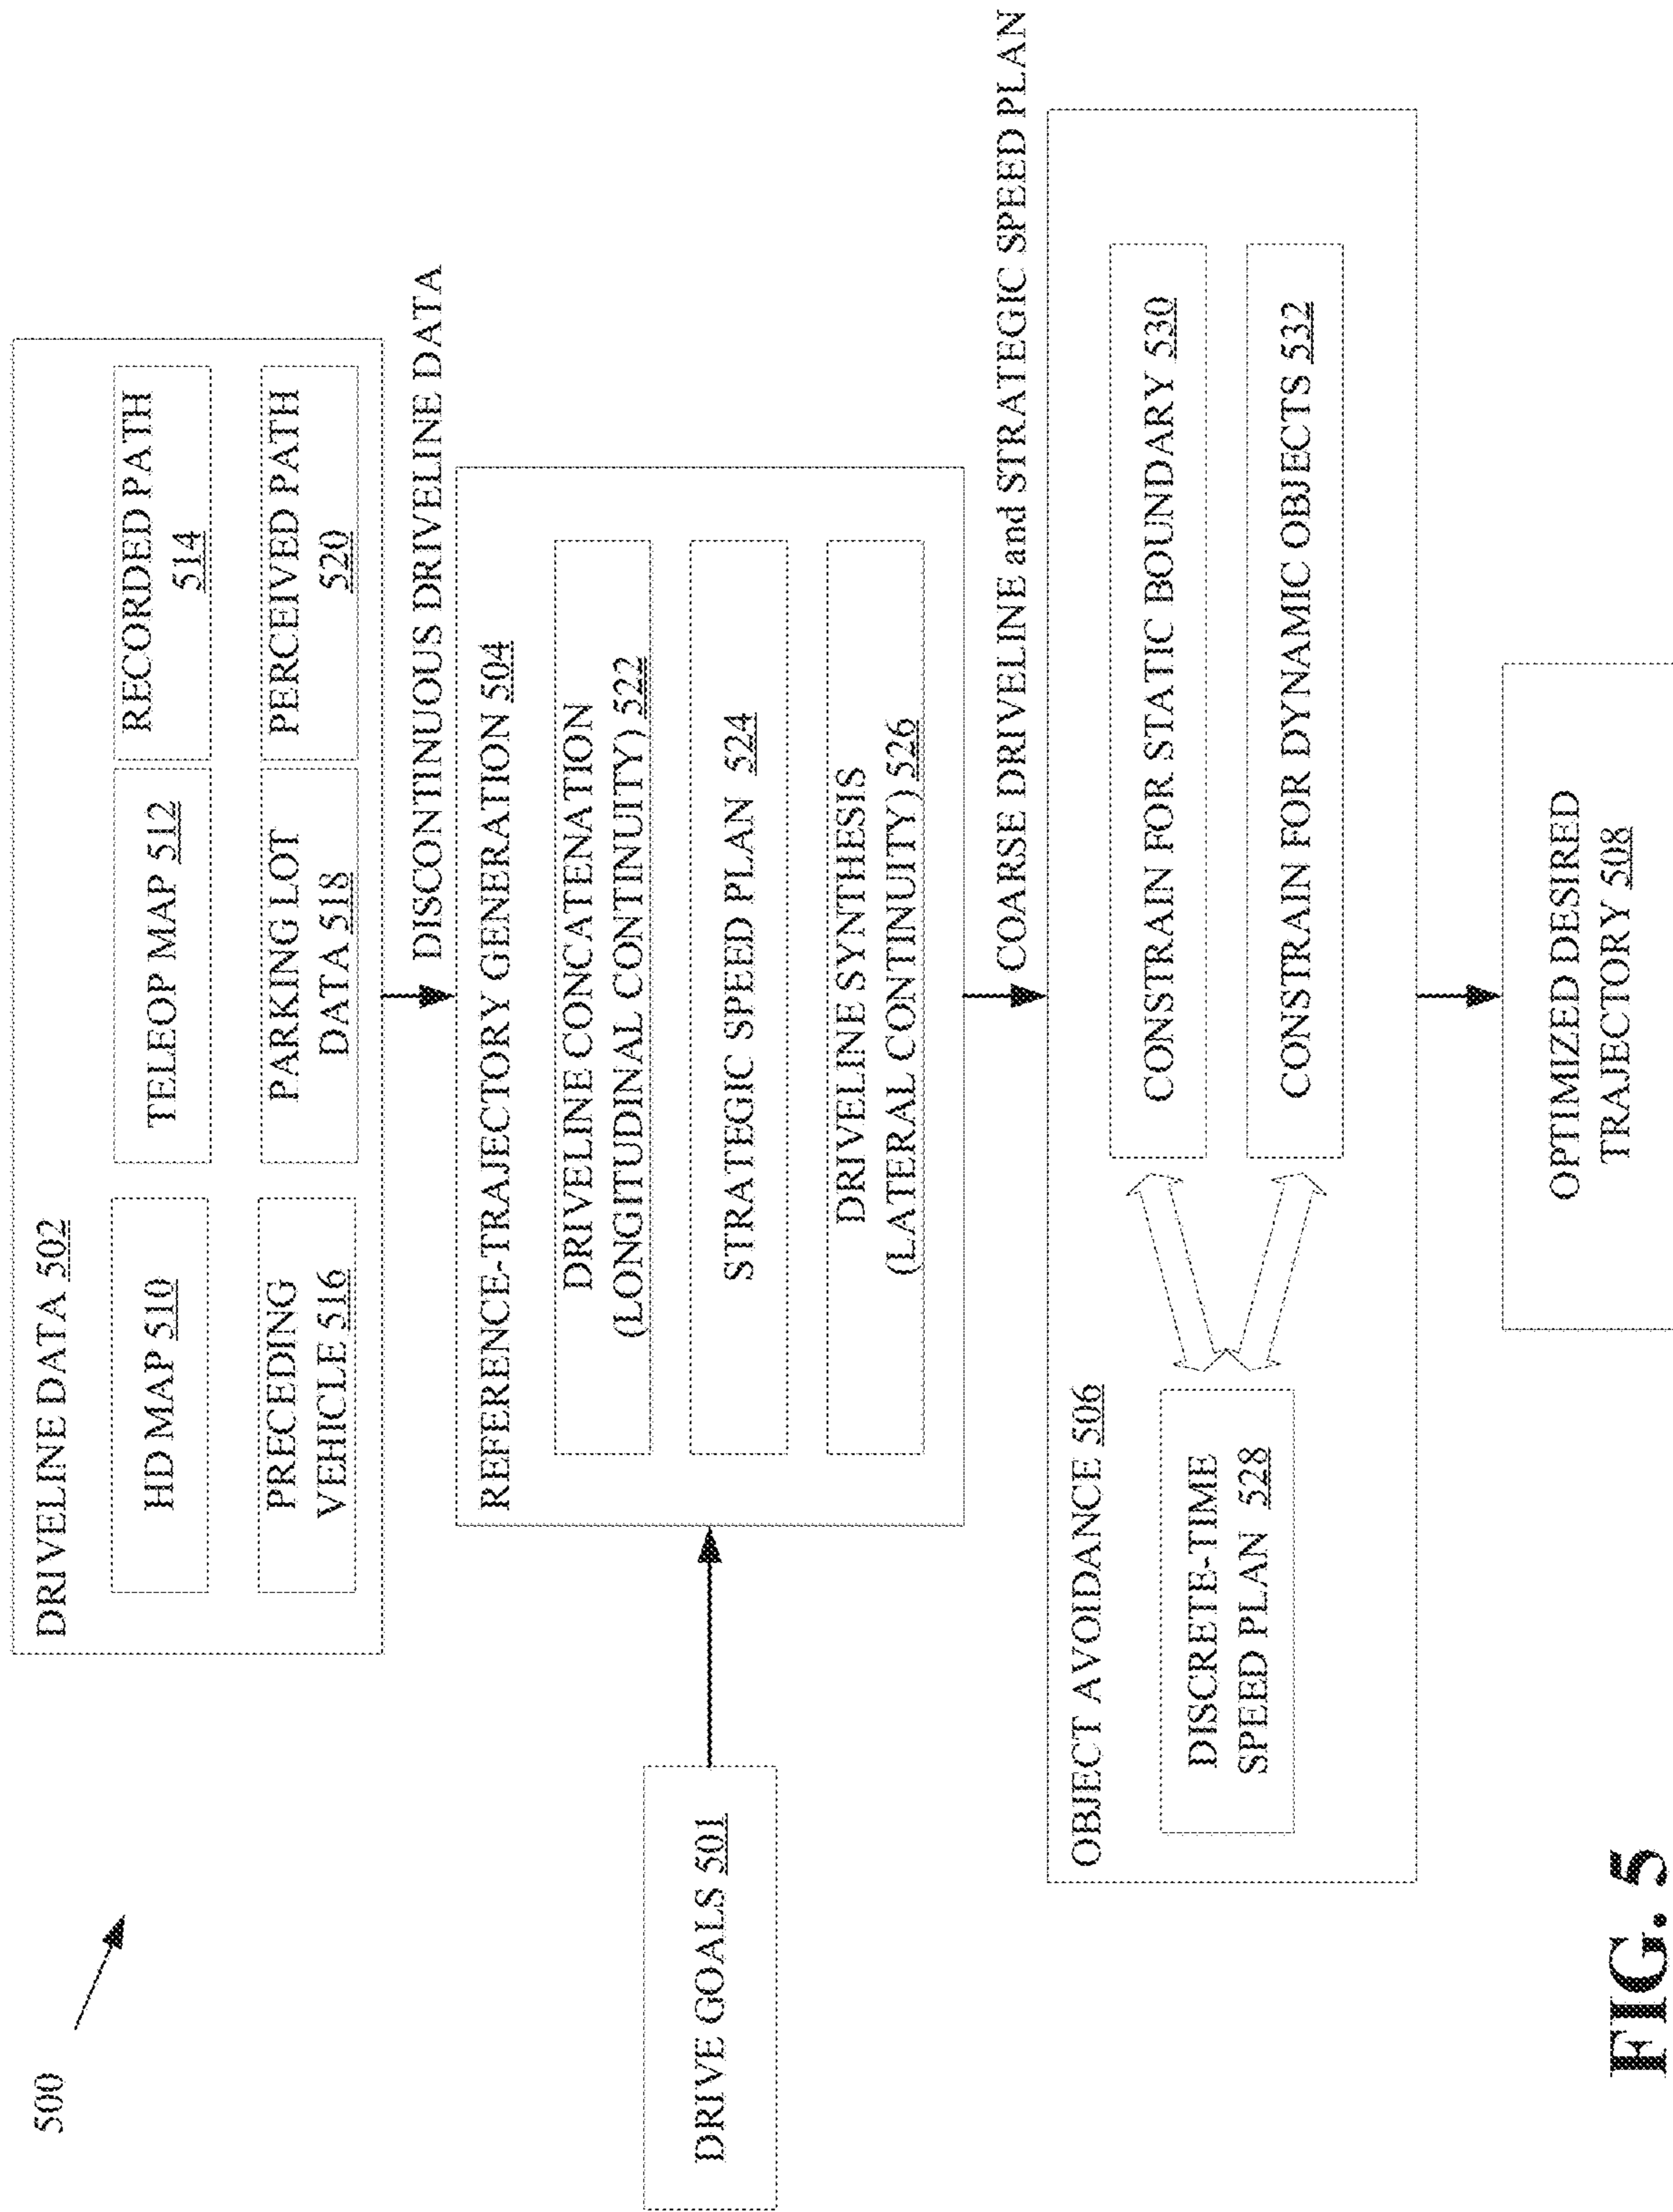 500
DRIVELINE DATA 502
HD MAP 510
TELEOP MAP 512
RECORDED PATH
514
PRECEDING
VEHICLE 516
PARKING LOT
DATA 518
PERCEIVED PATH
520
DISCONTINUOUS DRIVELINE DATA
DRIVE GOALS 501
REFERENCE-TRAJECTORY GENERATION 504
DRIVELINE CONCATENATION
(LONGITUDINAL CONTINUITY) 522
STRATEGIC SPEED PLAN 524
DRIVELINE SYNTHESIS
(LATERAL CONTINUITY) 526
COARSE DRIVELINE and STRATEGIC SPEED PLAN
OBJECT AVOIDANCE 506
DISCRETE-TIME
SPEED PLAN 528
CONSTRAIN FOR STATIC BOUNDARY 530
CONSTRAIN FOR DYNAMIC OBJECTS 532
OPTIMIZED DESIRED
TRAJECTORY 508
FIG. 5